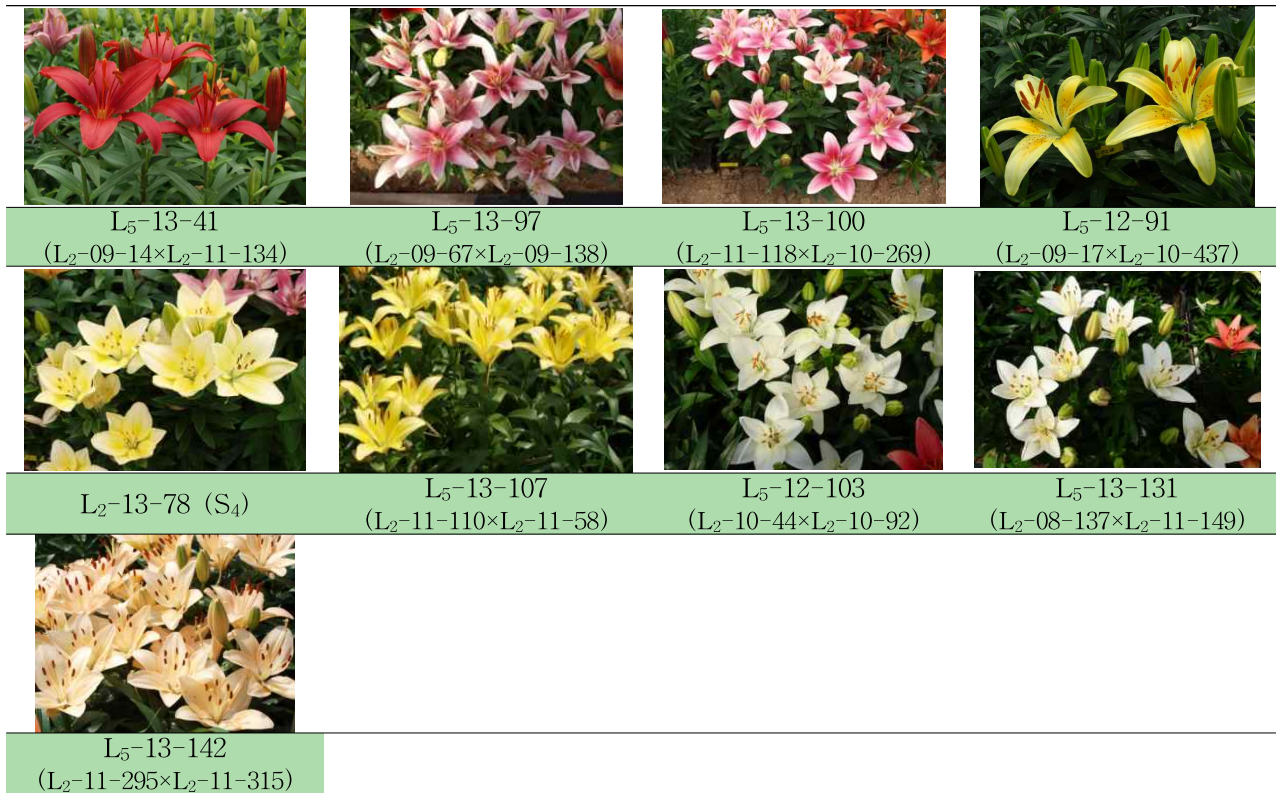 L₅-13-41
(L₂-09-14×L₂-11-134)
L₅-13-97
(L₂-09-67×L₂-09-138)
L₅-13-100
(L₂-11-118×L₂-10-269)
L₅-12-91
(L₂-09-17×L₂-10-437)
L₂-13-78 (S₄)
L₅-13-107
(L₂-11-110×L₂-11-58)
L₅-12-103
(L₂-10-44×L₂-10-92)
L₅-13-131
(L₂-08-137×L₂-11-149)
L₅-13-142
(L₂-11-295×L₂-11-315)